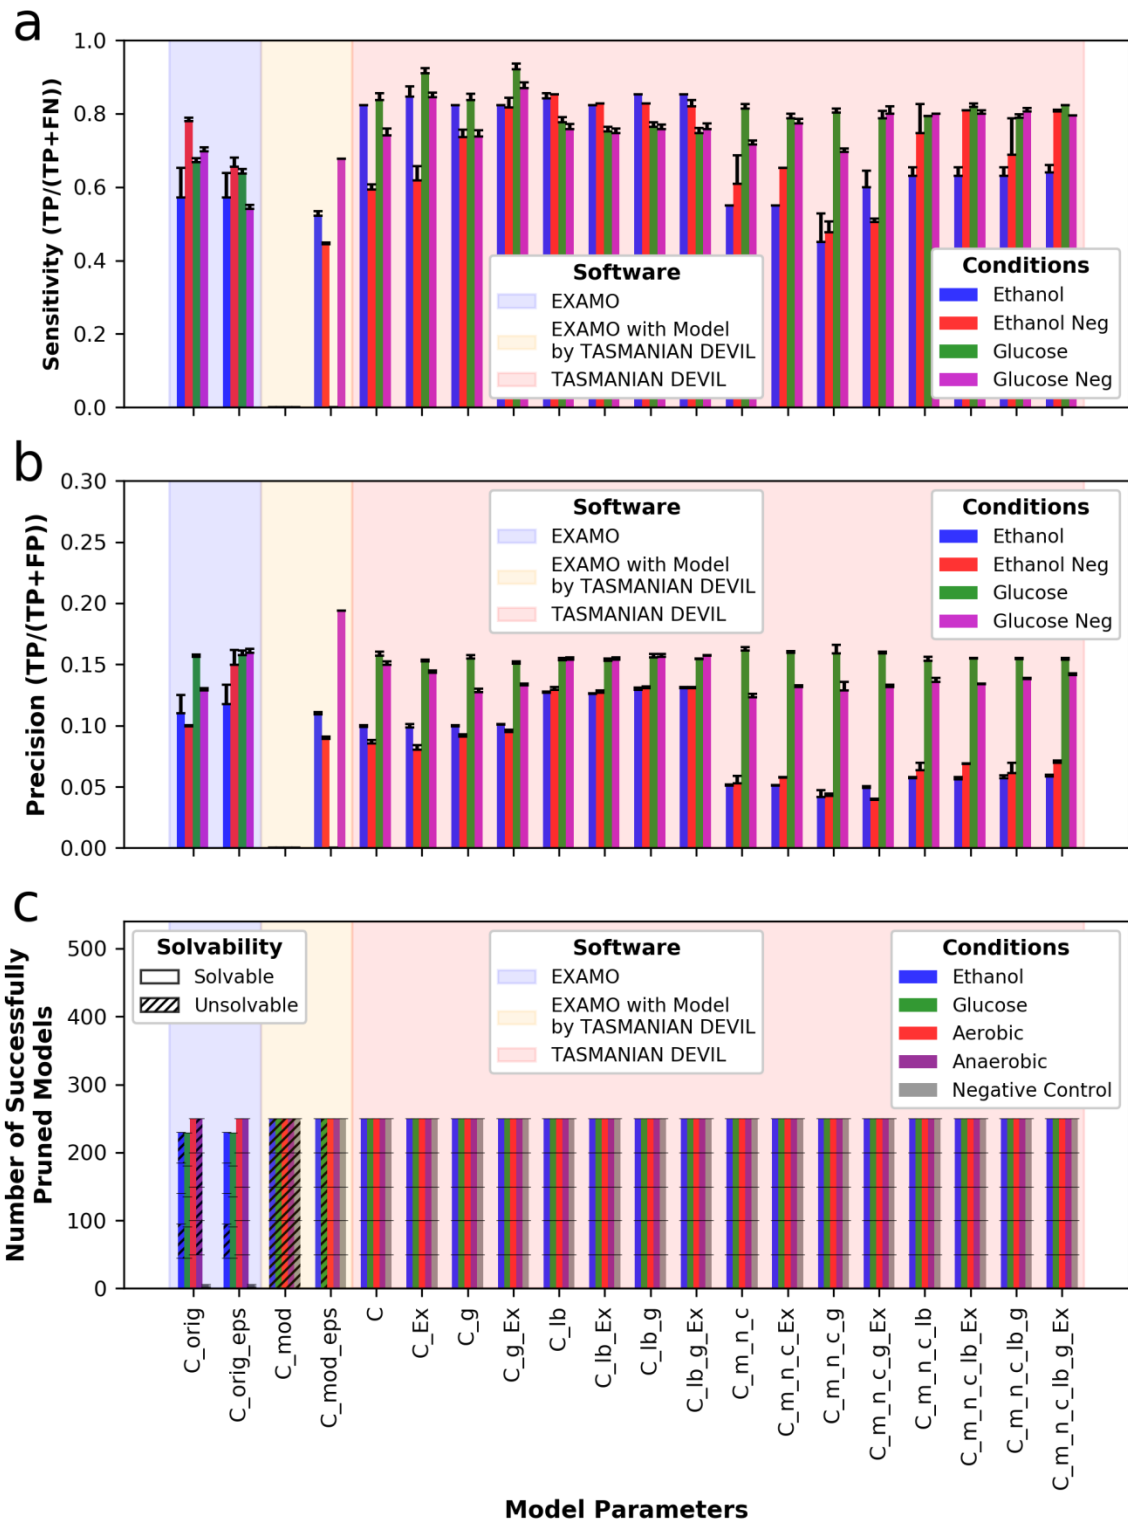 a
Sensitivity (TP/(TP+FN))
1.0
0.8
0.6
0.4
0.2
0.0
Software
EXAMO
EXAMO with Model
by TASMANIAN DEVIL
TASMANIAN DEVIL
Conditions
Ethanol
Ethanol Neg
Glucose
Glucose Neg
b
Precision (TP/(TP+FP))
0.30
0.25
0.20
0.15
0.10
0.05
0.00
Software
EXAMO
EXAMO with Model
by TASMANIAN DEVIL
TASMANIAN DEVIL
Conditions
Ethanol
Ethanol Neg
Glucose
Glucose Neg
c
Number of Successfully
Pruned Models
500
400
300
200
100
0
Solvability
Solvable
Unsolvable
Software
EXAMO
EXAMO with Model
by TASMANIAN DEVIL
TASMANIAN DEVIL
Conditions
Ethanol
Glucose
Aerobic
Anaerobic
Negative Control
C_orig
C_orig_eps
C_mod
C_mod_eps
C
C_Ex
C_g
C_g_Ex
C_lb
C_lb_Ex
C_lb_g
C_lb_g_Ex
C_m_n_c
C_m_n_c_Ex
C_m_n_c_g
C_m_n_c_g_Ex
C_m_n_c_lb
C_m_n_c_lb_Ex
C_m_n_c_lb_g
C_m_n_c_lb_g_Ex
Model Parameters